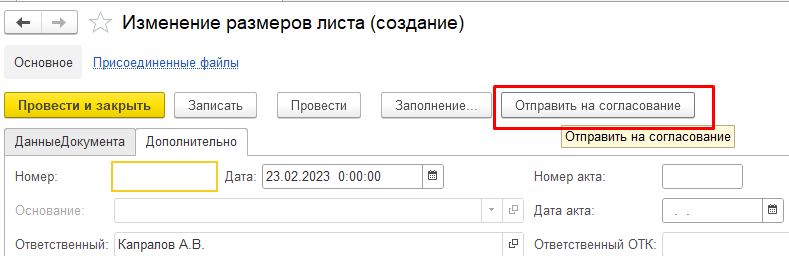 Изменение размеров листа (создание)
Основное Присоединенные файлы
Провести и закрыть Записать Провести Заполнение... Отправить на согласование
Отправить на согласование
ДанныеДокумента Дополнительно
Номер: Дата: 23.02.2023 0:00:00 Номер акта:
Основание: Дата акта: . .
Ответственный: Капралов А.В. Ответственный ОТК: